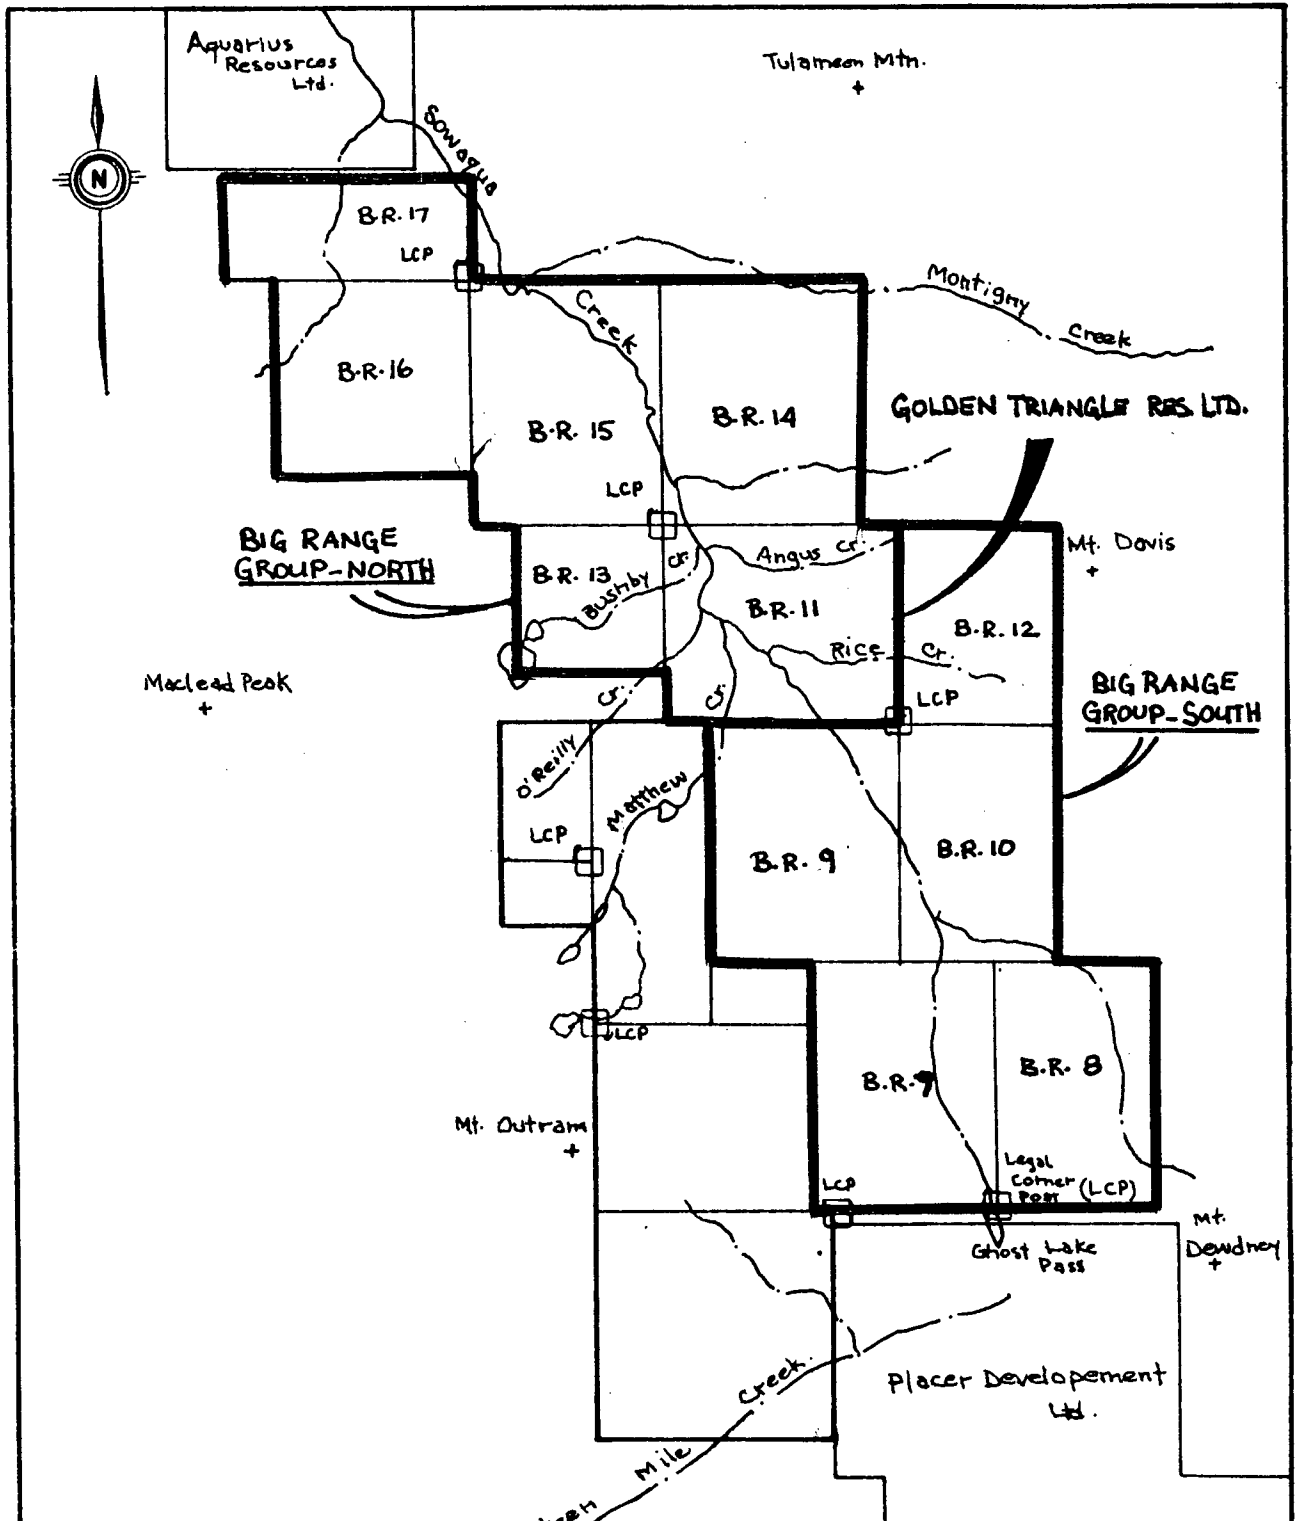 Aquarius
Resources
Ltd.
Tulameen Mtn.
Sowaqua
N
B.R. 17
LCP
Montigny
Creek
Creek
B.R. 16
GOLDEN TRIANGLE RES. LTD.
B.R. 15
B.R. 14
LCP
BIG RANGE
GROUP-NORTH
Mt. Davis
Angus Cr.
Cr.
B.R. 13
Bushby
B.R. 11
B.R. 12
Rice Cr.
Maclead Peak
Cr.
Cr.
LCP
BIG RANGE
GROUP-SOUTH
O'Reilly
Matthew
LCP
B.R. 9
B.R. 10
LCP
B.R. 7
B.R. 8
Mt. Outram
Legal
Corner
Post (LCP)
LCP
Mt.
Dewdney
Ghost Lake
Pass
Placer Developement
Ltd.
Creek
Mile